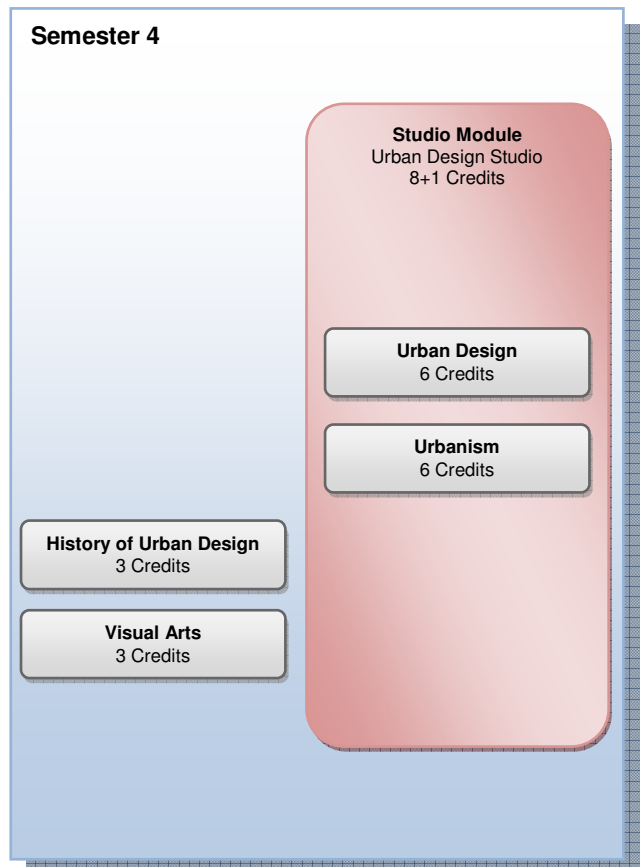 Semester 4
Studio Module
Urban Design Studio
8+1 Credits
Urban Design
6 Credits
Urbanism
6 Credits
History of Urban Design
3 Credits
Visual Arts
3 Credits